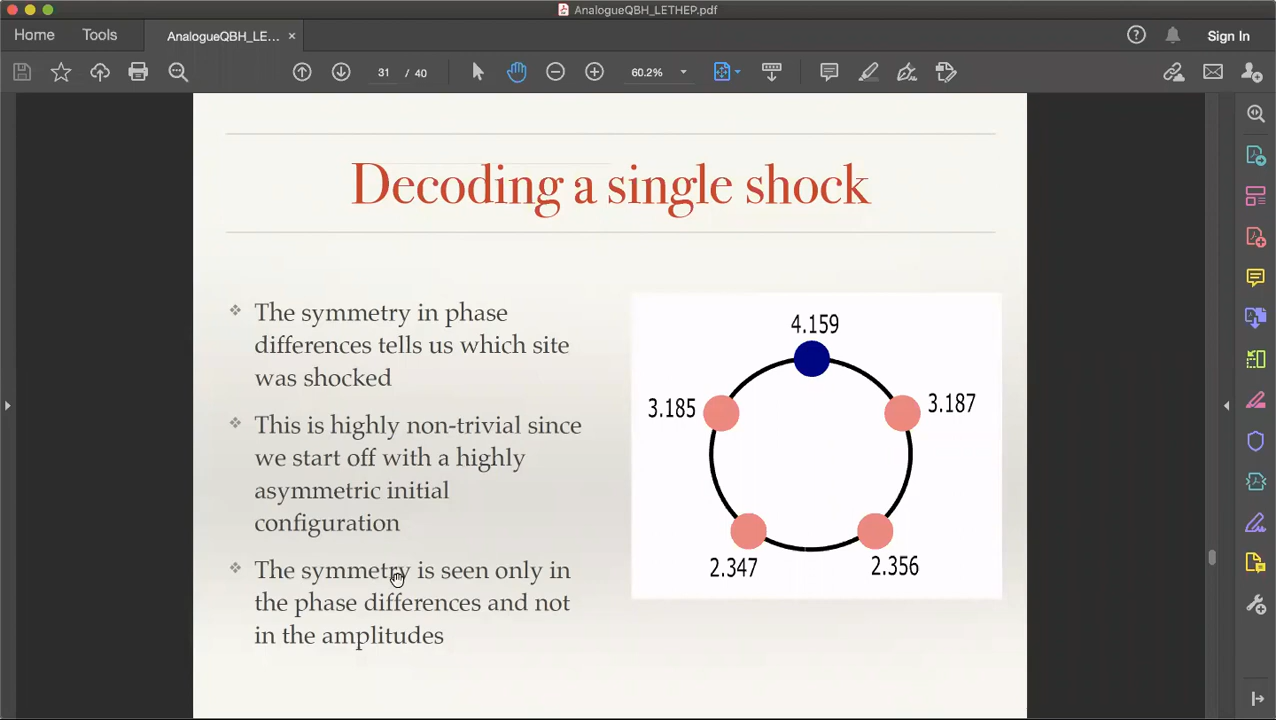 AnalogueQBH_LETHEP.pdf
Home Tools AnalogueQBH_LE... × Sign In
31 / 40 60.2%
Decoding a single shock
❖ The symmetry in phase
differences tells us which site
was shocked
❖ This is highly non-trivial since
we start off with a highly
asymmetric initial
configuration
❖ The symmetry is seen only in
the phase differences and not
in the amplitudes
4.159
3.185
3.187
2.347
2.356